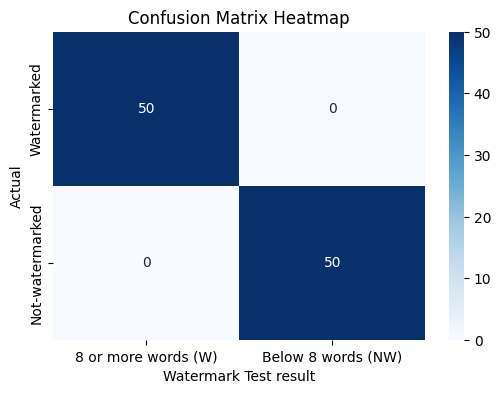 Confusion Matrix Heatmap
Actual
Watermarked
50
0
Not-watermarked
0
50
8 or more words (W)
Below 8 words (NW)
Watermark Test result
50
40
30
20
10
0